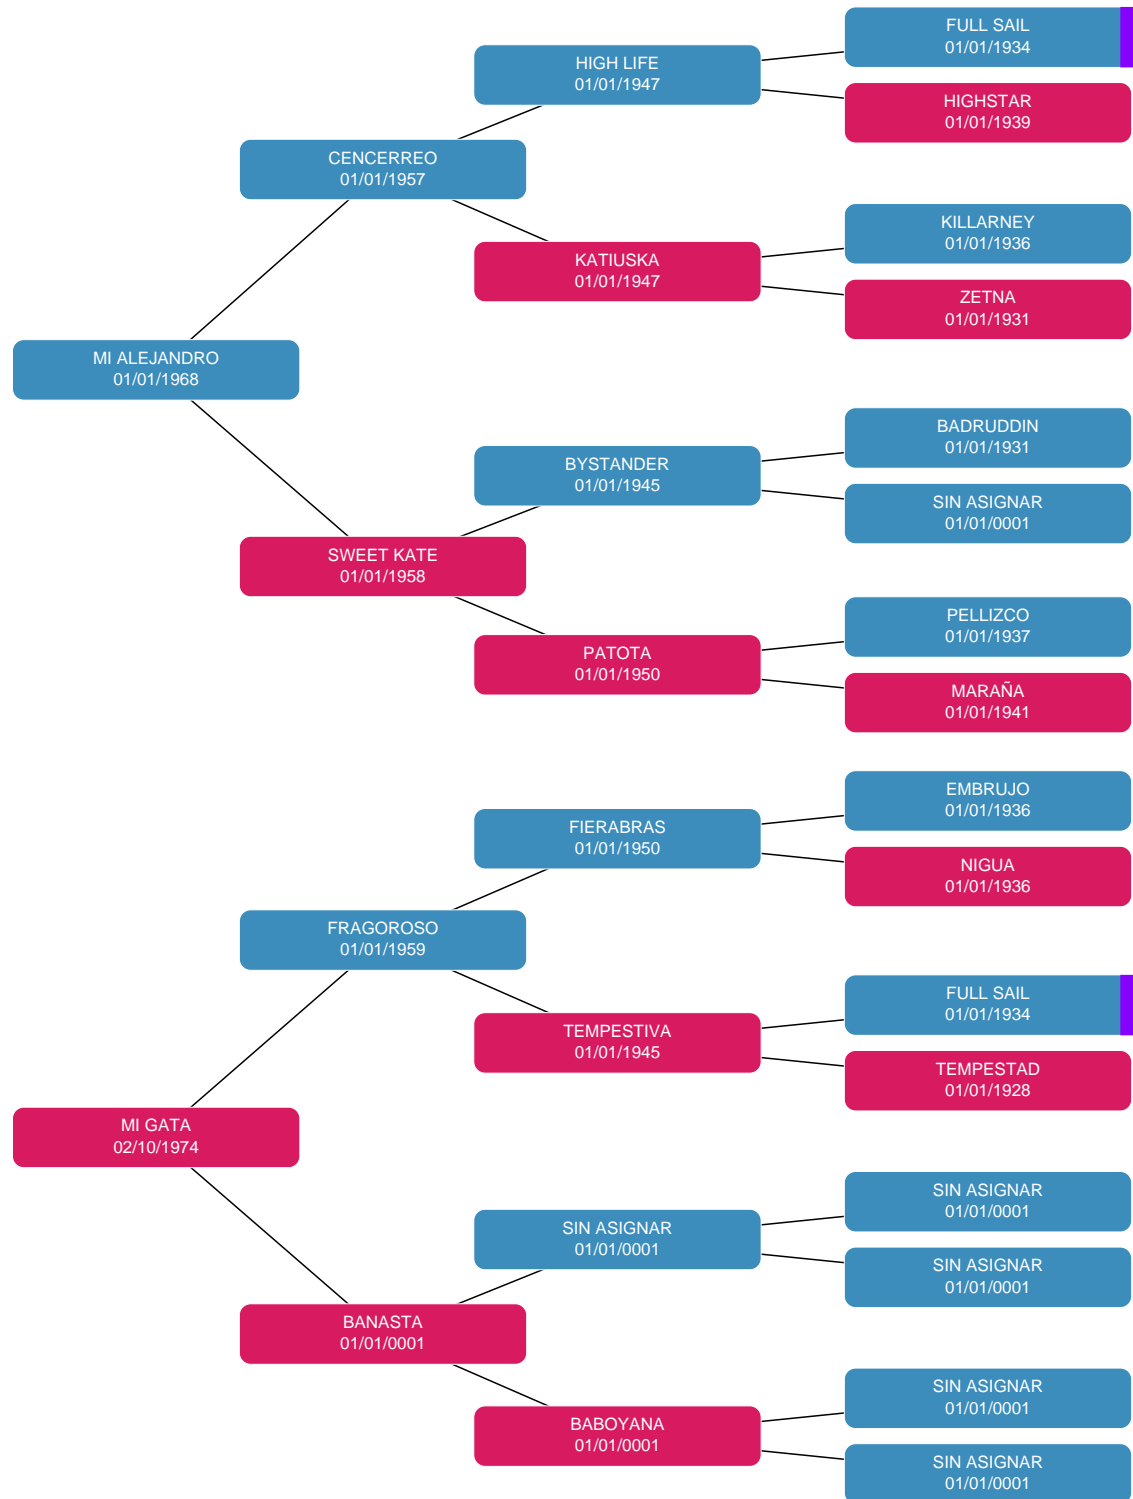 FULL SAIL
01/01/1934
HIGH LIFE
01/01/1947
HIGHSTAR
01/01/1939
CENCERREO
01/01/1957
KILLARNEY
01/01/1936
KATIUSKA
01/01/1947
ZETNA
01/01/1931
MI ALEJANDRO
01/01/1968
BADRUDDIN
01/01/1931
BYSTANDER
01/01/1945
SIN ASIGNAR
01/01/0001
SWEET KATE
01/01/1958
PELLIZCO
01/01/1937
PATOTA
01/01/1950
MARAÑA
01/01/1941
EMBRUJO
01/01/1936
FIERABRAS
01/01/1950
NIGUA
01/01/1936
FRAGOROSO
01/01/1959
FULL SAIL
01/01/1934
TEMPESTIVA
01/01/1945
TEMPESTAD
01/01/1928
MI GATA
02/10/1974
SIN ASIGNAR
01/01/0001
SIN ASIGNAR
01/01/0001
SIN ASIGNAR
01/01/0001
BANASTA
01/01/0001
SIN ASIGNAR
01/01/0001
BABOYANA
01/01/0001
SIN ASIGNAR
01/01/0001